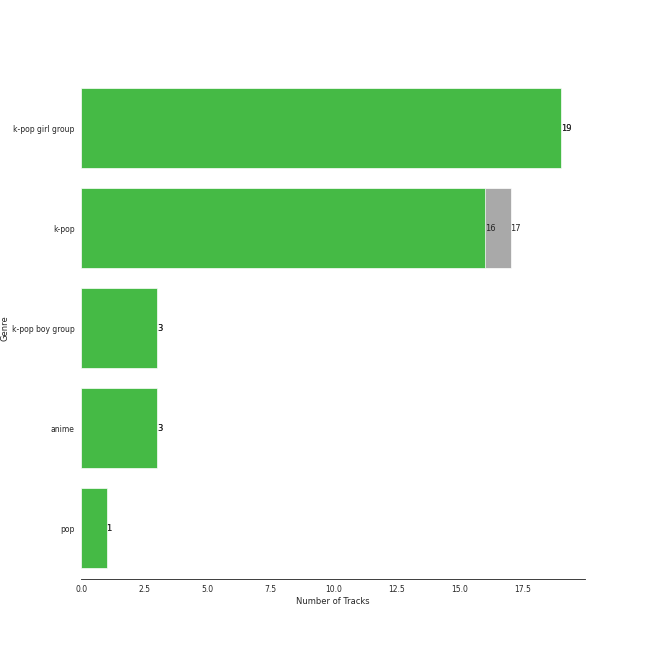 k-pop girl group
19
k-pop
16
17
k-pop boy group
3
anime
3
pop
1
Genre
0.0 2.5 5.0 7.5 10.0 12.5 15.0 17.5
Number of Tracks